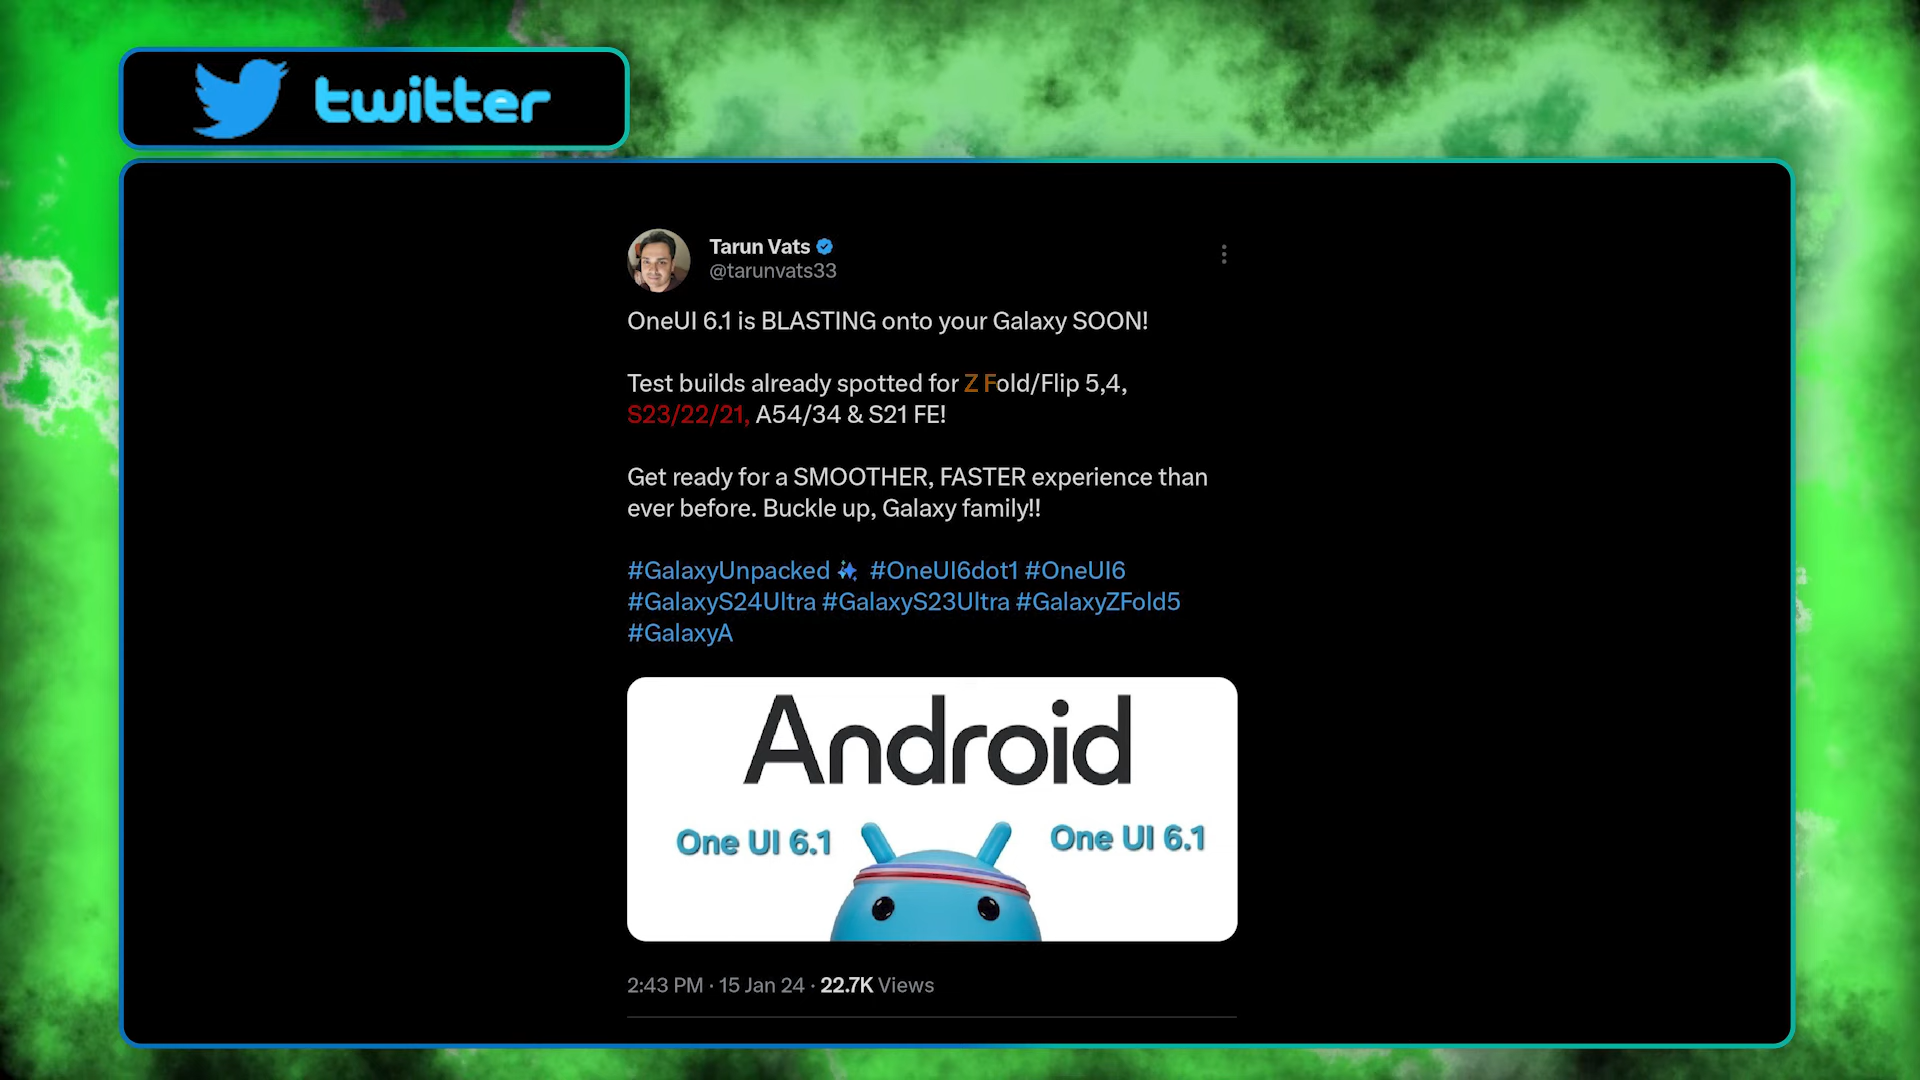 twitter
Tarun Vats
@tarunvats33
OneUI 6.1 is BLASTING onto your Galaxy SOON!
Test builds already spotted for Z Fold/Flip 5,4,
S23/22/21, A54/34 & S21 FE!
Get ready for a SMOOTHER, FASTER experience than
ever before. Buckle up, Galaxy family!!
#GalaxyUnpacked #OneUI6dot1 #OneUI6
#GalaxyS24Ultra #GalaxyS23Ultra #GalaxyZFold5
#GalaxyA
Android
One UI 6.1 One UI 6.1
2:43 PM · 15 Jan 24 · 22.7K Views